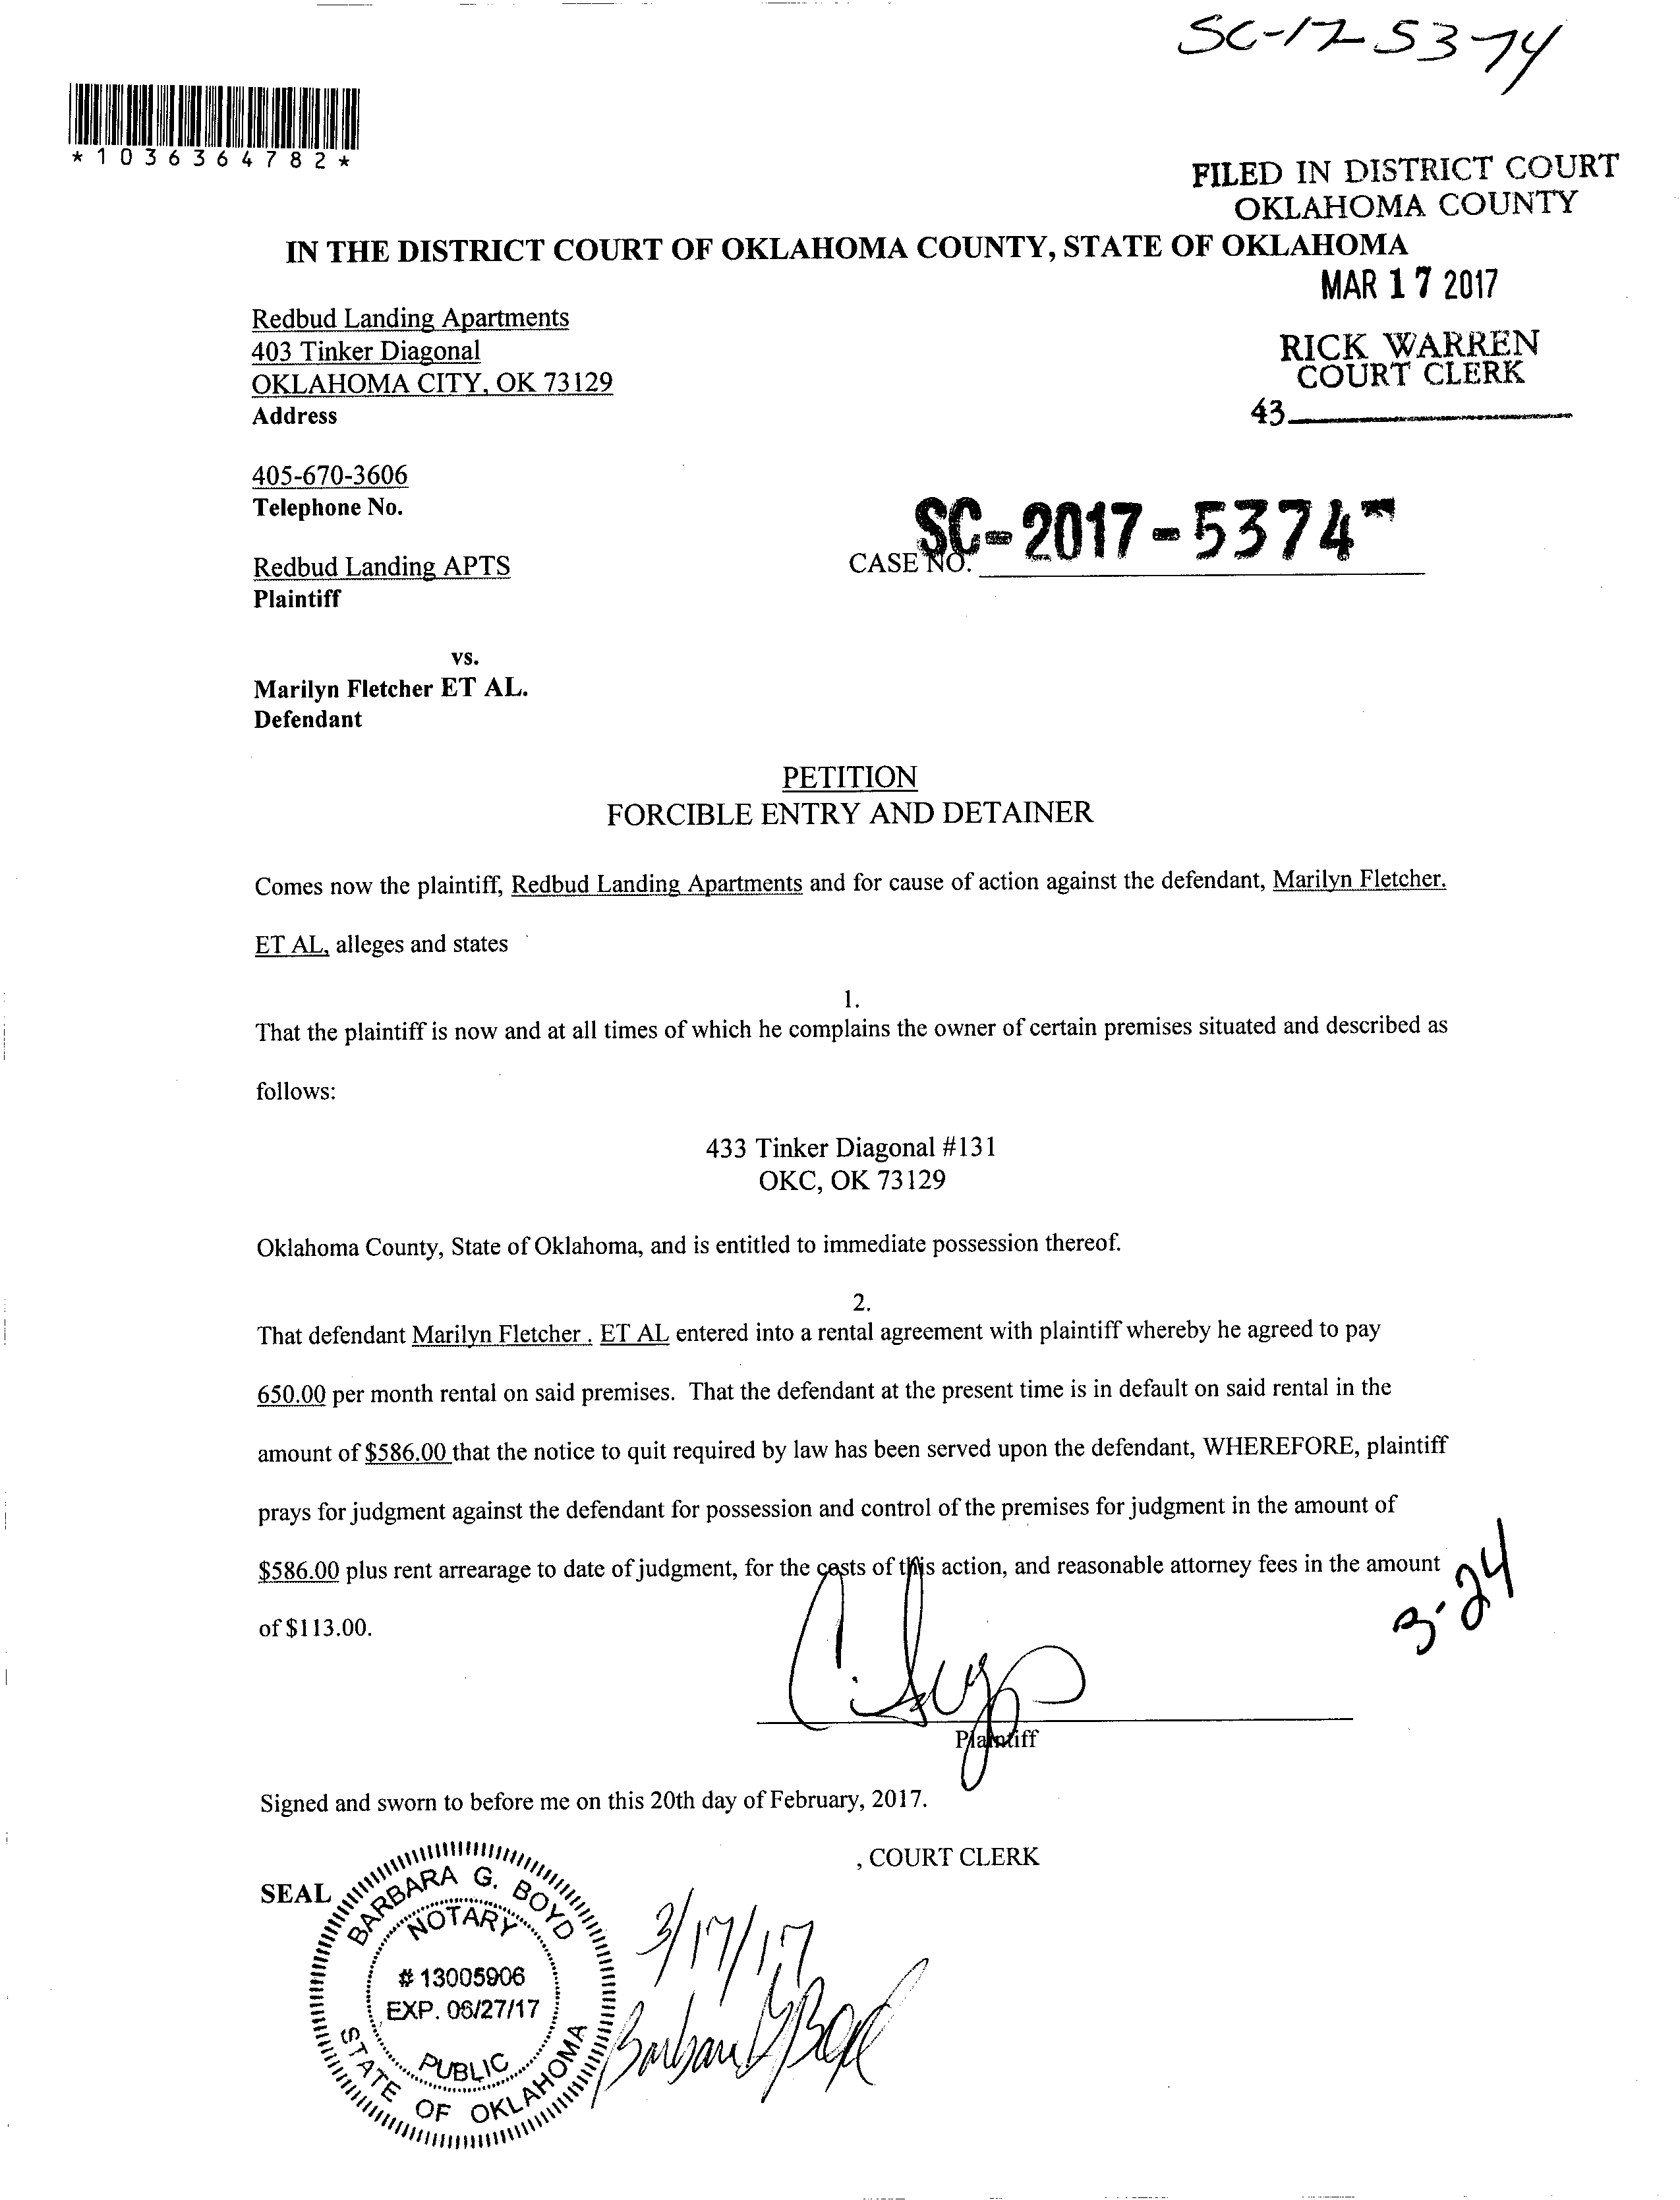 SC-17-5374
*1036364782*
FILED IN DISTRICT COURT
OKLAHOMA COUNTY
IN THE DISTRICT COURT OF OKLAHOMA COUNTY, STATE OF OKLAHOMA
MAR 17 2017
Redbud Landing Apartments
403 Tinker Diagonal
OKLAHOMA CITY, OK 73129
Address
RICK WARREN
COURT CLERK
43
405-670-3606
Telephone No.
SC-2017-5374
CASE NO.
Redbud Landing APTS
Plaintiff
vs.
Marilyn Fletcher ET AL.
Defendant
PETITION
FORCIBLE ENTRY AND DETAINER
Comes now the plaintiff, Redbud Landing Apartments and for cause of action against the defendant, Marilyn Fletcher.
ET AL, alleges and states
1.
That the plaintiff is now and at all times of which he complains the owner of certain premises situated and described as
follows:
433 Tinker Diagonal #131
OKC, OK 73129
Oklahoma County, State of Oklahoma, and is entitled to immediate possession thereof.
2.
That defendant Marilyn Fletcher . ET AL entered into a rental agreement with plaintiff whereby he agreed to pay
650.00 per month rental on said premises. That the defendant at the present time is in default on said rental in the
amount of $586.00 that the notice to quit required by law has been served upon the defendant, WHEREFORE, plaintiff
prays for judgment against the defendant for possession and control of the premises for judgment in the amount of
$586.00 plus rent arrearage to date of judgment, for the costs of this action, and reasonable attorney fees in the amount
of $113.00.
3-24
Plaintiff
Signed and sworn to before me on this 20th day of February, 2017.
, COURT CLERK
SEAL
BARBARA G. BOYD
NOTARY
# 13005906
EXP. 06/27/17
PUBLIC
STATE OF OKLAHOMA
3/17/17
Barbara G Boyd